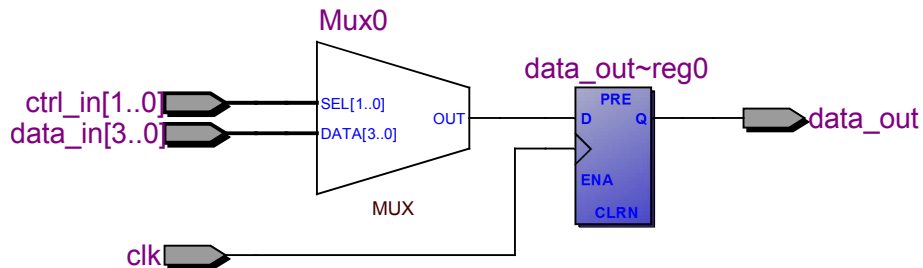 Mux0
data_out~reg0
ctrl_in[1..0]
data_in[3..0]
SEL[1..0]
DATA[3..0]
OUT
PRE
D
Q
ENA
CLRN
data_out
MUX
clk